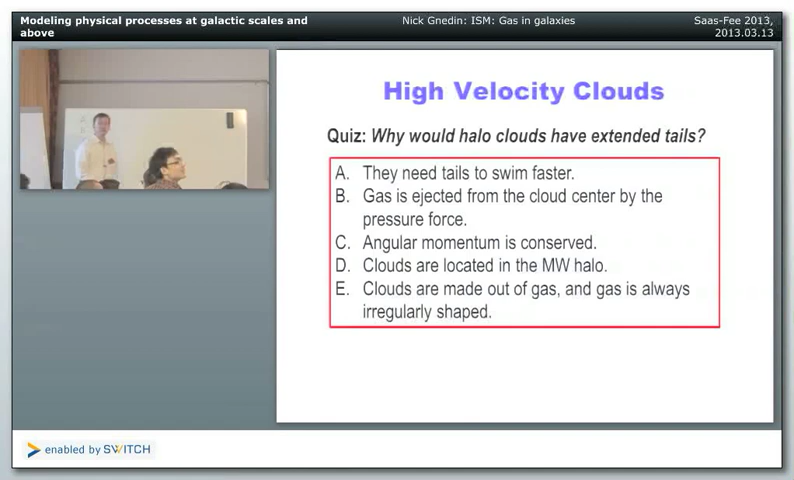 Modeling physical processes at galactic scales and above
Nick Gnedin: ISM: Gas in galaxies
Saas-Fee 2013, 2013.03.13
High Velocity Clouds
Quiz: Why would halo clouds have extended tails?
A. They need tails to swim faster.
B. Gas is ejected from the cloud center by the
pressure force.
C. Angular momentum is conserved.
D. Clouds are located in the MW halo.
E. Clouds are made out of gas, and gas is always
irregularly shaped.
enabled by SWITCH